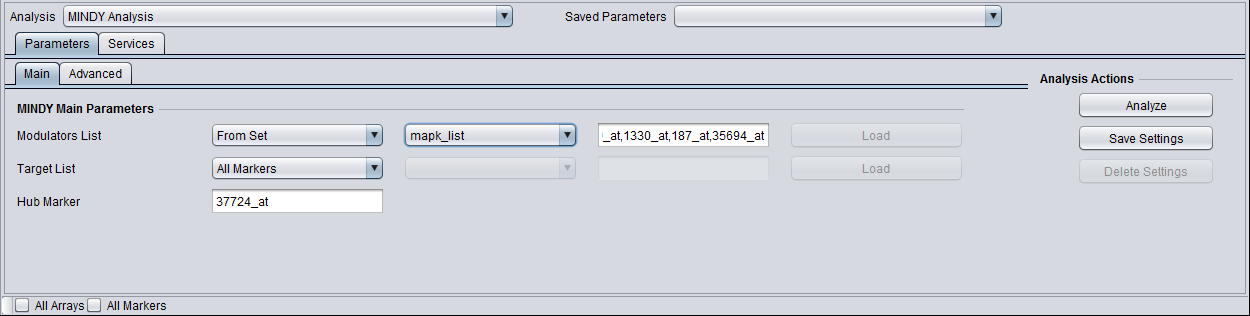 Analysis MINDY Analysis Saved Parameters
Parameters Services
Main Advanced
Analysis Actions
MINDY Main Parameters
Analyze
Modulators List From Set mapk_list _at,1330_at,187_at,35694_at Load
Save Settings
Target List All Markers Load
Delete Settings
Hub Marker 37724_at
All Arrays All Markers